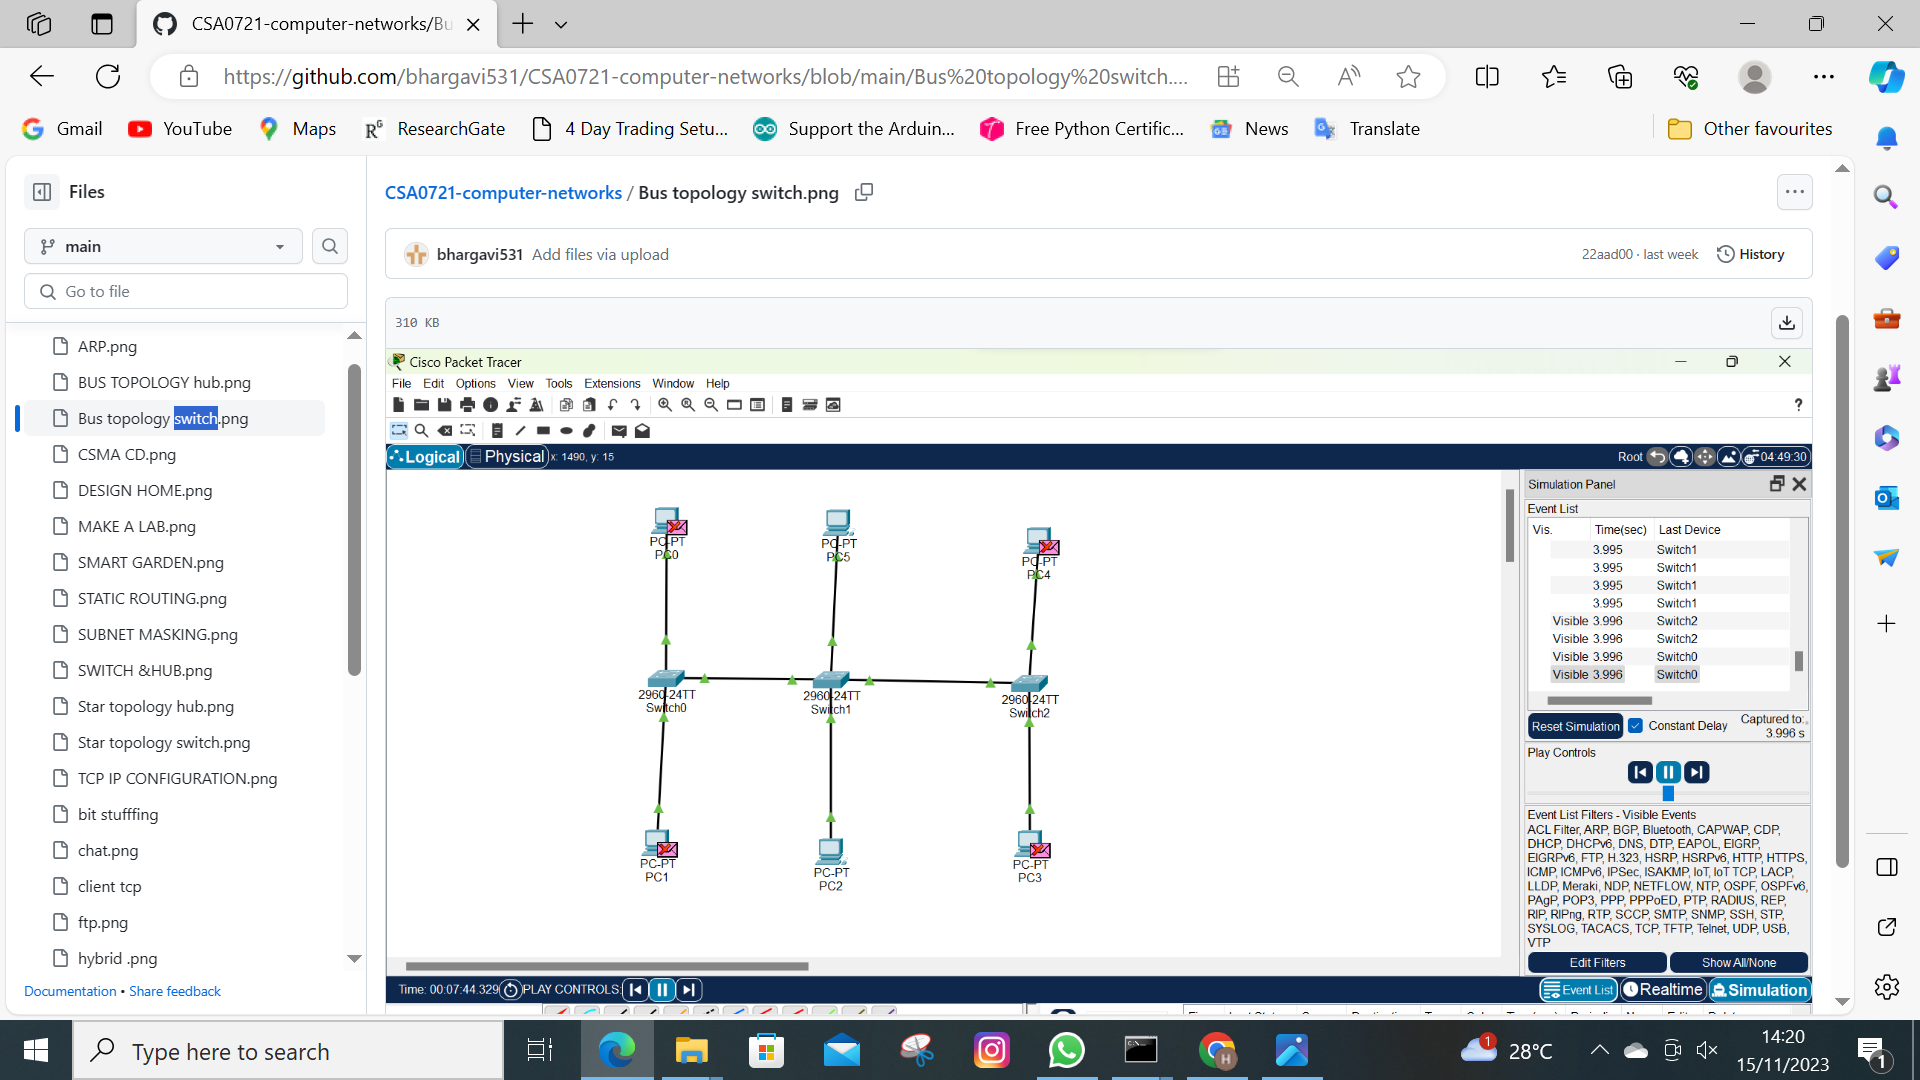 CSA0721-computer-networks/Bu
https://github.com/bhargavi531/CSA0721-computer-networks/blob/main/Bus%20topology%20switch....
Gmail
YouTube
Maps
ResearchGate
4 Day Trading Setu...
Support the Arduin...
Free Python Certific...
News
Translate
Other favourites
Files
main
Go to file
ARP.png
BUS TOPOLOGY hub.png
Bus topology switch.png
CSMA CD.png
DESIGN HOME.png
MAKE A LAB.png
SMART GARDEN.png
STATIC ROUTING.png
SUBNET MASKING.png
SWITCH &HUB.png
Star topology hub.png
Star topology switch.png
TCP IP CONFIGURATION.png
bit stufffing
chat.png
client tcp
ftp.png
hybrid .png
Documentation • Share feedback
CSA0721-computer-networks / Bus topology switch.png
bhargavi531 Add files via upload
22aad00 · last week
History
310 KB
Cisco Packet Tracer
File Edit Options View Tools Extensions Window Help
Logical
Physical
x: 1490, y: 15
Root
04:49:30
PC-PT
PC0
PC-PT
PC5
PC-PT
PC4
2960-24TT
Switch0
2960-24TT
Switch1
2960-24TT
Switch2
PC-PT
PC1
PC-PT
PC2
PC-PT
PC3
Simulation Panel
Event List
Vis. Time(sec) Last Device
3.995 Switch1
3.995 Switch1
3.995 Switch1
3.995 Switch1
Visible 3.996 Switch2
Visible 3.996 Switch2
Visible 3.996 Switch0
Visible 3.996 Switch0
Reset Simulation
Constant Delay
Captured to:
3.996 s
Play Controls
Event List Filters - Visible Events
ACL Filter, ARP, BGP, Bluetooth, CAPWAP, CDP,
DHCP, DHCPv6, DNS, DTP, EAPOL, EIGRP,
EIGRPv6, FTP, H.323, HSRP, HSRPv6, HTTP, HTTPS,
ICMP, ICMPv6, IPSec, ISAKMP, IoT, IoT TCP, LACP,
LLDP, Meraki, NDP, NETFLOW, NTP, OSPF, OSPFv6,
PAgP, POP3, PPP, PPPoED, PTP, RADIUS, REP,
RIP, RIPng, RTP, SCCP, SMTP, SNMP, SSH, STP,
SYSLOG, TACACS, TCP, TFTP, Telnet, UDP, USB,
VTP
Edit Filters
Show All/None
Time: 00:07:44.329
PLAY CONTROLS:
Event List
Realtime
Simulation
Type here to search
1
28°C
14:20
15/11/2023
1